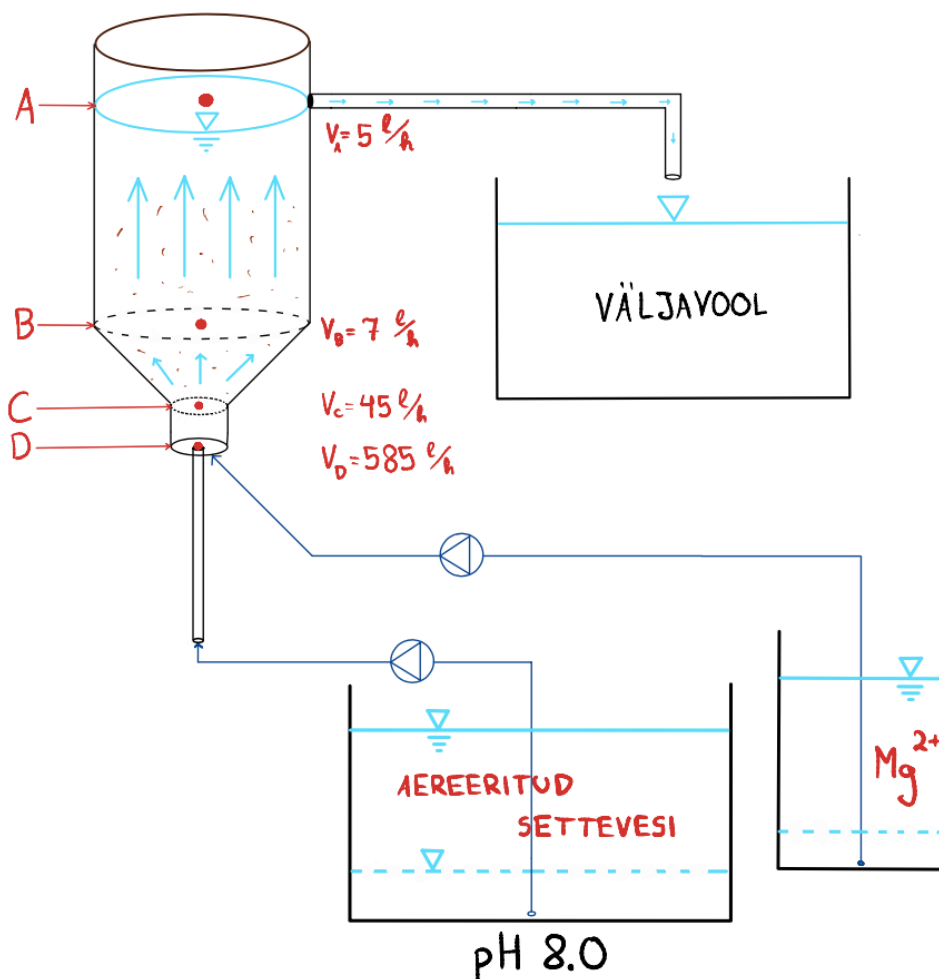 A
V_A = 5 l/h
VÄLJAVOOL
B
V_B = 7 l/h
C
V_C = 45 l/h
D
V_D = 585 l/h
Mg²⁺
AEREERITUD
SETTEVESI
pH 8.0